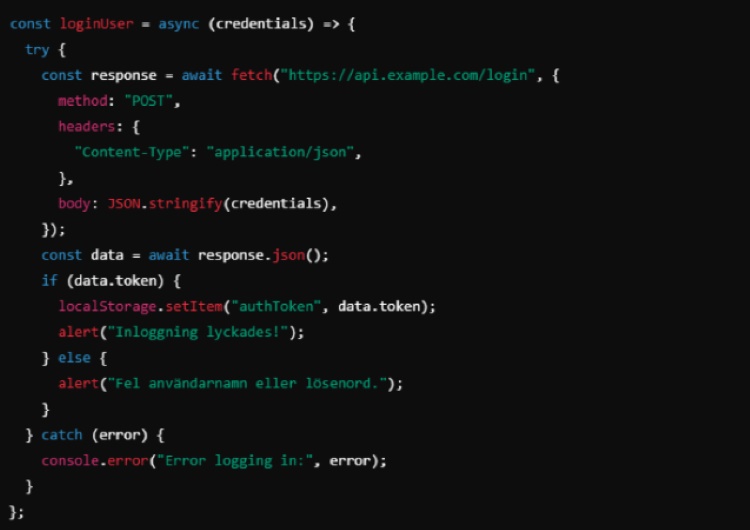 const loginUser = async (credentials) => {
  try {
    const response = await fetch("https://api.example.com/login", {
      method: "POST",
      headers: {
        "Content-Type": "application/json",
      },
      body: JSON.stringify(credentials),
    });
    const data = await response.json();
    if (data.token) {
      localStorage.setItem("authToken", data.token);
      alert("Inloggning lyckades!");
    } else {
      alert("Fel användarnamn eller lösenord.");
    }
  } catch (error) {
    console.error("Error logging in:", error);
  }
};